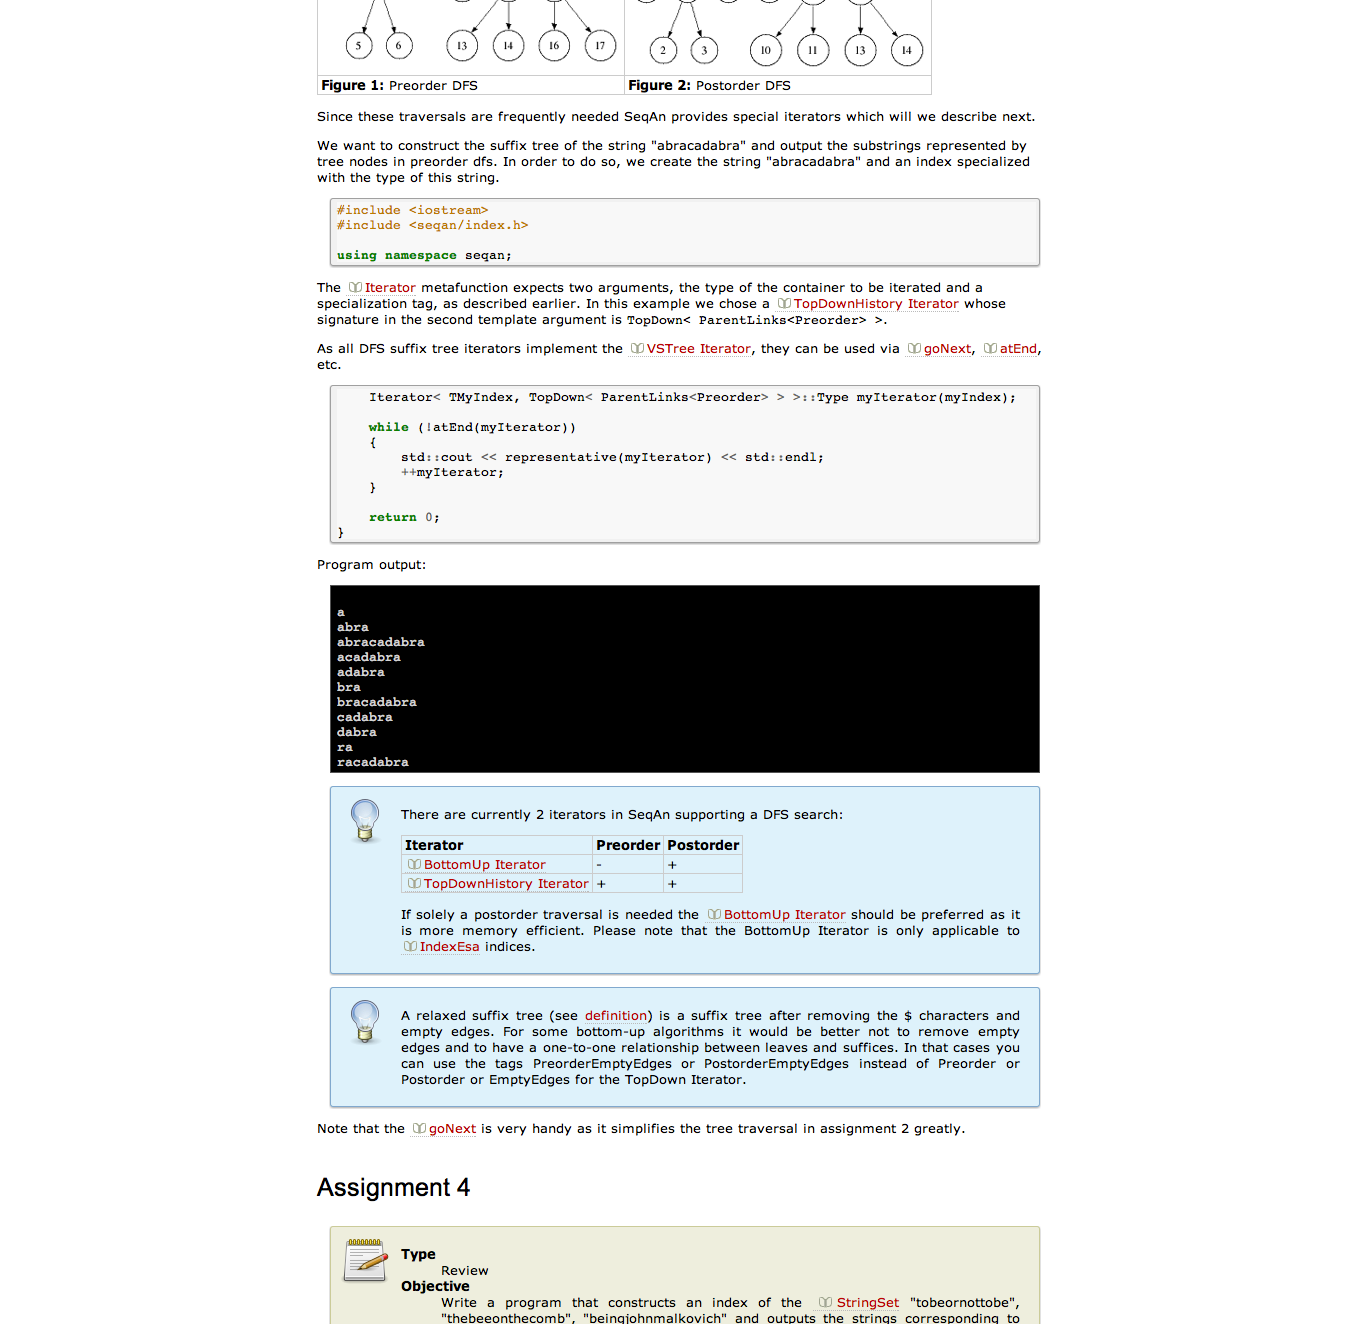 5 6 13 14 16 17 2 3 10 11 13 14
Figure 1: Preorder DFS Figure 2: Postorder DFS
Since these traversals are frequently needed SeqAn provides special iterators which will we describe next.
We want to construct the suffix tree of the string "abracadabra" and output the substrings represented by
tree nodes in preorder dfs. In order to do so, we create the string "abracadabra" and an index specialized
with the type of this string.
#include <iostream>
#include <seqan/index.h>
using namespace seqan;
The Iterator metafunction expects two arguments, the type of the container to be iterated and a
specialization tag, as described earlier. In this example we chose a TopDownHistory Iterator whose
signature in the second template argument is TopDown< ParentLinks<Preorder> >.
As all DFS suffix tree iterators implement the VSTree Iterator, they can be used via goNext, atEnd,
etc.
Iterator< TMyIndex, TopDown< ParentLinks<Preorder> > >::Type myIterator(myIndex);
while (!atEnd(myIterator))
{
std::cout << representative(myIterator) << std::endl;
++myIterator;
}
return 0;
}
Program output:
a
abra
abracadabra
acadabra
adabra
bra
bracadabra
cadabra
dabra
ra
racadabra
There are currently 2 iterators in SeqAn supporting a DFS search:
Iterator Preorder Postorder
BottomUp Iterator - +
TopDownHistory Iterator + +
If solely a postorder traversal is needed the BottomUp Iterator should be preferred as it
is more memory efficient. Please note that the BottomUp Iterator is only applicable to
IndexEsa indices.
A relaxed suffix tree (see definition) is a suffix tree after removing the $ characters and
empty edges. For some bottom-up algorithms it would be better not to remove empty
edges and to have a one-to-one relationship between leaves and suffices. In that cases you
can use the tags PreorderEmptyEdges or PostorderEmptyEdges instead of Preorder or
Postorder or EmptyEdges for the TopDown Iterator.
Note that the goNext is very handy as it simplifies the tree traversal in assignment 2 greatly.
Assignment 4
Type
Review
Objective
Write a program that constructs an index of the StringSet "tobeornottobe",
"thebeeonthecomb", "beingjohnmalkovich" and outputs the strings corresponding to